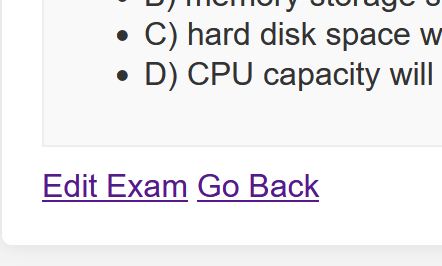 B) memory storage s
C) hard disk space w
D) CPU capacity will
Edit Exam Go Back